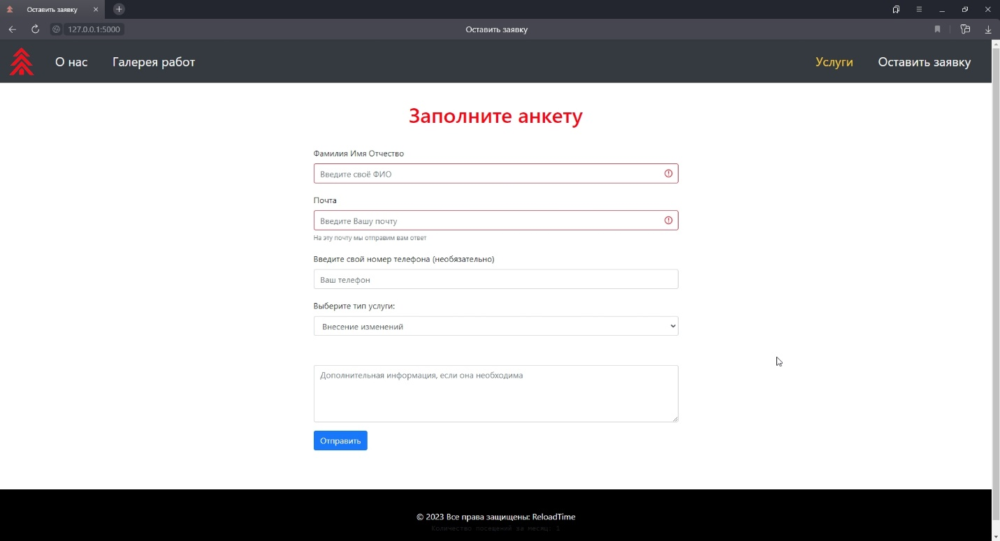 Оставить заявку
127.0.0.1:5000
Оставить заявку
О нас
Галерея работ
Услуги
Оставить заявку
Заполните анкету
Фамилия Имя Отчество
Введите своё ФИО
Почта
Введите Вашу почту
На эту почту мы отправим вам ответ
Введите свой номер телефона (необязательно)
Ваш телефон
Выберите тип услуги:
Внесение изменений
Дополнительная информация, если она необходима
Отправить
© 2023 Все права защищены: ReloadTime
Количество посещений за месяц: 1